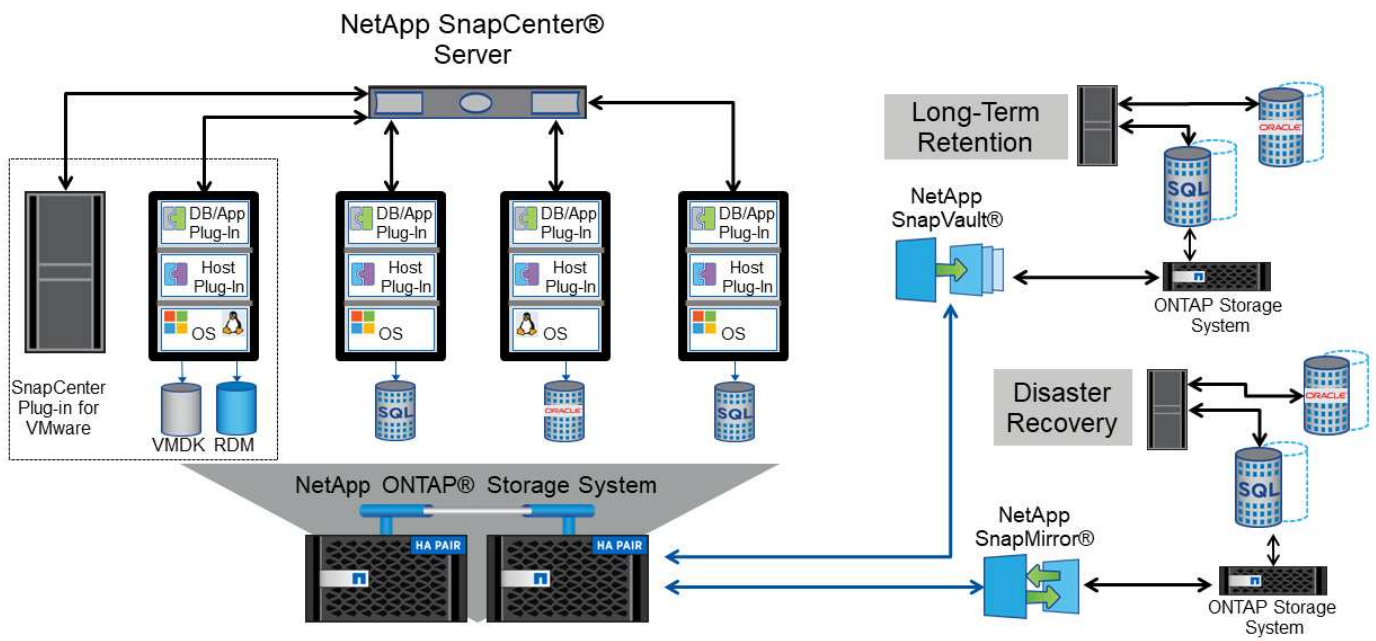 NetApp SnapCenter®
Server
DB/App
Plug-In
Host
Plug-In
OS
DB/App
Plug-In
Host
Plug-In
OS
DB/App
Plug-In
Host
Plug-In
OS
DB/App
Plug-In
Host
Plug-In
OS
SnapCenter
Plug-in for
VMware
VMDK
RDM
SQL
ORACLE
SQL
NetApp ONTAP® Storage System
HA PAIR
HA PAIR
Long-Term
Retention
ORACLE
SQL
NetApp
SnapVault®
ONTAP Storage
System
Disaster
Recovery
ORACLE
SQL
NetApp
SnapMirror®
ONTAP Storage
System